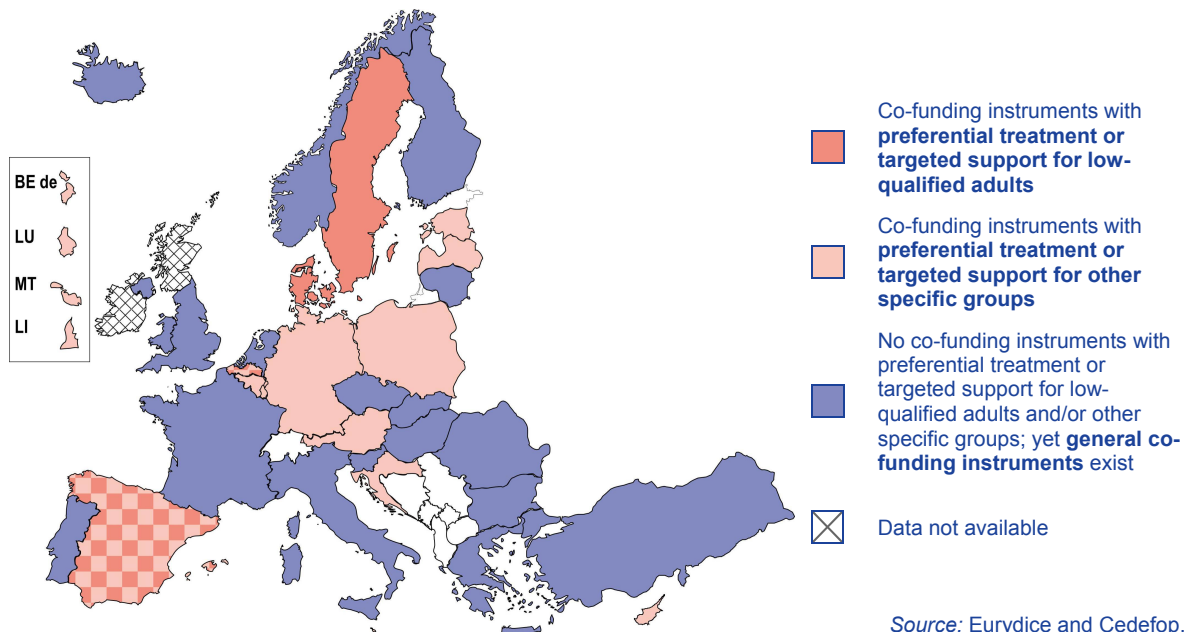 BE de
LU
MT
LI
Co-funding instruments with
preferential treatment or
targeted support for low-
qualified adults
Co-funding instruments with
preferential treatment or
targeted support for other
specific groups
No co-funding instruments with
preferential treatment or
targeted support for low-
qualified adults and/or other
specific groups; yet general co-
funding instruments exist
Data not available
Source: Eurydice and Cedefop.